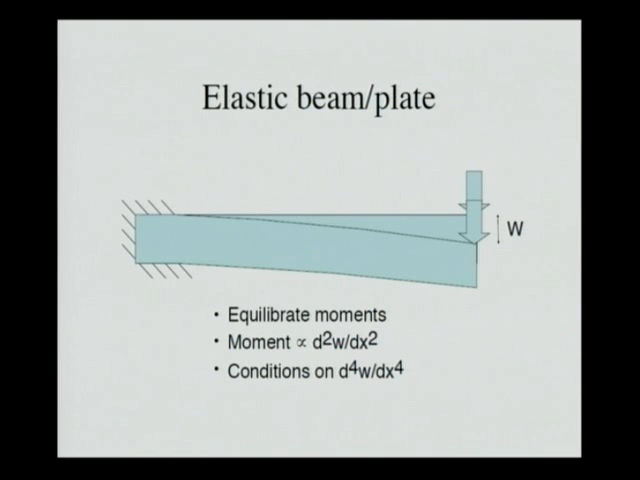 Elastic beam/plate
w
• Equilibrate moments
• Moment ∝ d2w/dx2
• Conditions on d4w/dx4